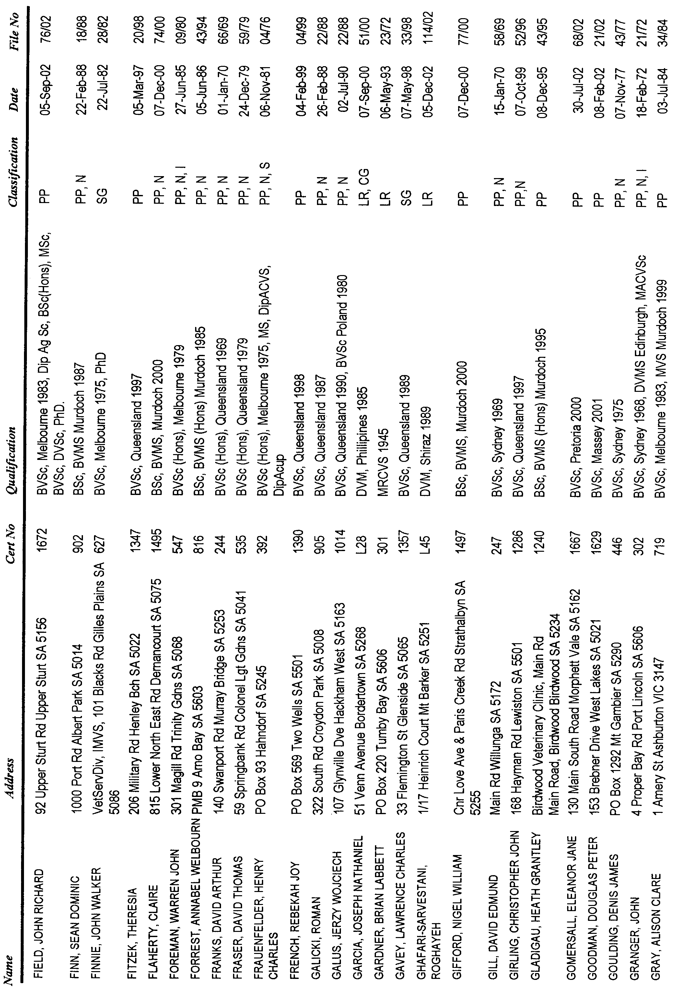 Name Address Cert No Qualification Classification Date File No
FIELD, JOHN RICHARD 92 Upper Sturt Rd Upper Sturt SA 5156 1672 BVSc, Melbourne 1983, Dip Ag Sc, BSc(Hons), MSc, PP 05-Sep-02 76/02
BVSc, DVSc, PhD.
FINN, SEAN DOMINIC 1000 Port Rd Albert Park SA 5014 902 BSc, BVMS Murdoch 1987 PP, N 22-Feb-88 18/88
FINNIE, JOHN WALKER VetServDiv, IMVS, 101 Blacks Rd Gilles Plains SA 627 BVSc, Melbourne 1975, PhD SG 22-Jul-82 28/82
5086
FITZEK, THERESIA 206 Military Rd Henley Bch SA 5022 1347 BVSc, Queensland 1997 PP 05-Mar-97 20/98
FLAHERTY, CLAIRE 815 Lower North East Rd Dernancourt SA 5075 1495 BSc, BVMS, Murdoch 2000 PP, N 07-Dec-00 74/00
FOREMAN, WARREN JOHN 301 Magill Rd Trinity Gdns SA 5068 547 BVSc (Hons), Melbourne 1979 PP, N, I 27-Jun-85 09/80
FORREST, ANNABEL WELBOURN PMB 9 Arno Bay SA 5603 816 BSc, BVMS (Hons) Murdoch 1985 PP, N 05-Jun-86 43/94
FRANKS, DAVID ARTHUR 140 Swanport Rd Murray Bridge SA 5253 244 BVSc (Hons), Queensland 1969 PP, N 01-Jan-70 66/69
FRASER, DAVID THOMAS 59 Springbank Rd Colonel Lgt Gdns SA 5041 535 BVSc (Hons), Queensland 1979 PP, N 24-Dec-79 59/79
FRAUENFELDER, HENRY PO Box 93 Hahndorf SA 5245 392 BVSc (Hons), Melbourne 1975, MS, DipACVS, PP, N, S 06-Nov-81 04/76
CHARLES DipAcup
FRENCH, REBEKAH JOY PO Box 569 Two Wells SA 5501 1390 BVSc, Queensland 1998 PP 04-Feb-99 04/99
GALICKI, ROMAN 322 South Rd Croydon Park SA 5008 905 BVSc, Queensland 1987 PP, N 26-Feb-88 22/88
GALUS, JERZY WOJCIECH 107 Glynville Dve Hackham West SA 5163 1014 BVSc, Queensland 1990, BVSc Poland 1980 PP, N 02-Jul-90 22/88
GARCIA, JOSEPH NATHANIEL 51 Venn Avenue Bordertown SA 5268 L28 DVM, Phillipines 1985 LR, CG 07-Sep-00 51/00
GARDNER, BRIAN LABBETT PO Box 220 Tumby Bay SA 5606 301 MRCVS 1945 LR 06-May-93 23/72
GAVEY, LAWRENCE CHARLES 33 Flemington St Glenside SA 5065 1357 BVSc, Queensland 1989 SG 07-May-98 33/98
GHAFARI-SARVESTANI, 1/17 Heinrich Court Mt Barker SA 5251 L45 DVM, Shiraz 1989 LR 05-Dec-02 114/02
ROGHAYEH
GIFFORD, NIGEL WILLIAM Cnr Love Ave & Paris Creek Rd Strathalbyn SA 1497 BSc, BVMS, Murdoch 2000 PP 07-Dec-00 77/00
5255
GILL, DAVID EDMUND Main Rd Willunga SA 5172 247 BVSc, Sydney 1969 PP, N 15-Jan-70 58/69
GIRLING, CHRISTOPHER JOHN 168 Hayman Rd Lewiston SA 5501 1286 BVSc, Queensland 1997 PP,N 07-Oct-99 52/96
GLADIGAU, HEATH GRANTLEY Birdwood Veterinary Clinic, Main Rd 1240 BSc, BVMS (Hons) Murdoch 1995 PP 08-Dec-95 43/95
Main Road, Birdwood Birdwood SA 5234
GOMERSALL, ELEANOR JANE 130 Main South Road Morphett Vale SA 5162 1667 BVSc, Pretoria 2000 PP 30-Jul-02 68/02
GOODMAN, DOUGLAS PETER 153 Brebner Drive West Lakes SA 5021 1629 BVSc, Massey 2001 PP 08-Feb-02 21/02
GOULDING, DENIS JAMES PO Box 1292 Mt Gambier SA 5290 446 BVSc, Sydney 1975 PP, N 07-Nov-77 43/77
GRANGER, JOHN 4 Proper Bay Rd Port Lincoln SA 5606 302 BVSc, Sydney 1968, DVMS Edinburgh, MACVSc PP, N, I 18-Feb-72 21/72
GRAY, ALISON CLARE 1 Amery St Ashburton VIC 3147 719 BVSc, Melbourne 1983, MVS Murdoch 1999 PP 03-Jul-84 34/84